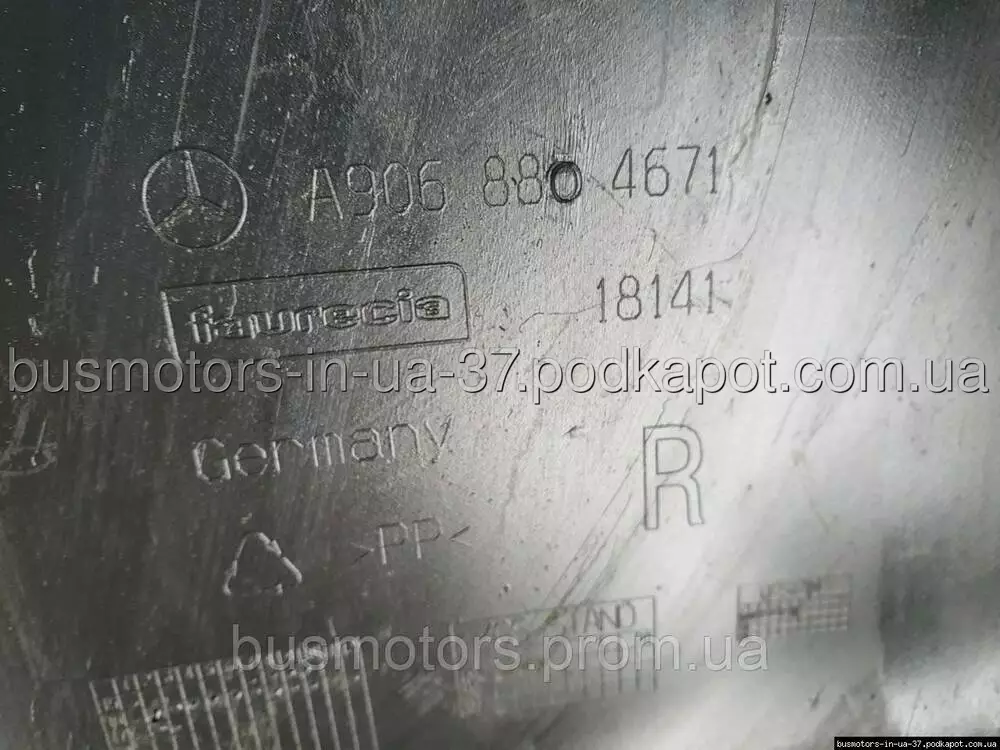 A906 880 4671
faurecia
18141
busmotors-in-ua-37.podkapot.com.ua
Germany
R
>PP<
busmotors.prom.ua
busmotors-in-ua-37.podkapot.com.ua